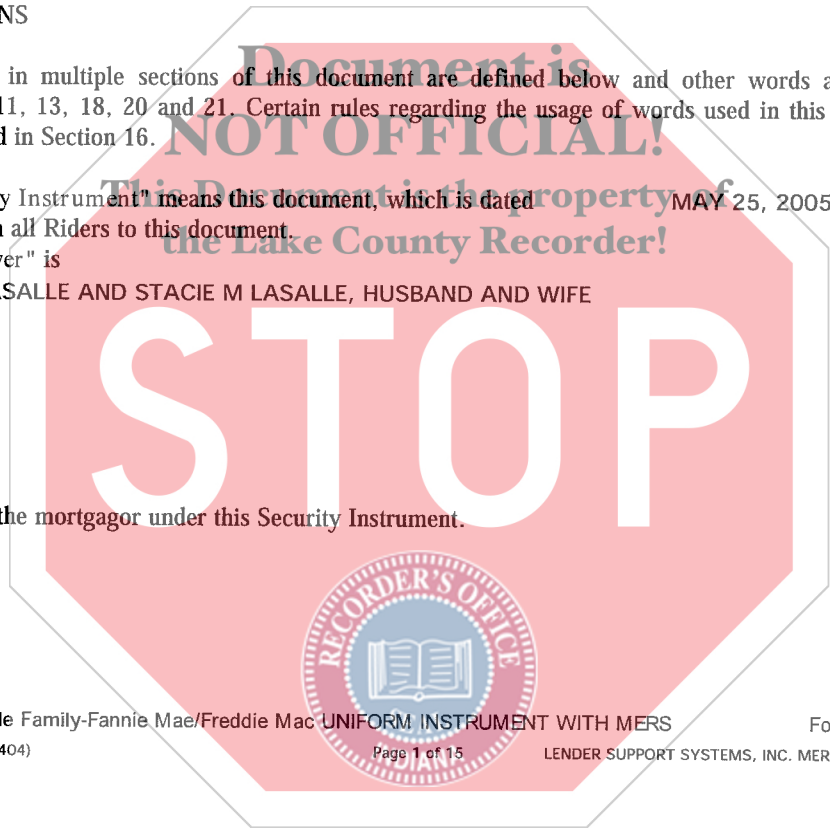 NS
Document is
in multiple sections of this document are defined below and other words a
11, 13, 18, 20 and 21. Certain rules regarding the usage of words used in this
NOT OFFICIAL!
d in Section 16.
This Document is the property of
y Instrument" means this document, which is dated MAY 25, 2005
all Riders to this document.
the Lake County Recorder!
er" is
SALLE AND STACIE M LASALLE, HUSBAND AND WIFE
STOP
the mortgagor under this Security Instrument.
RECORDER'S OFFICE
le Family-Fannie Mae/Freddie Mac UNIFORM INSTRUMENT WITH MERS Fo
404) Page 1 of 15 LENDER SUPPORT SYSTEMS, INC. MER
INDIANA